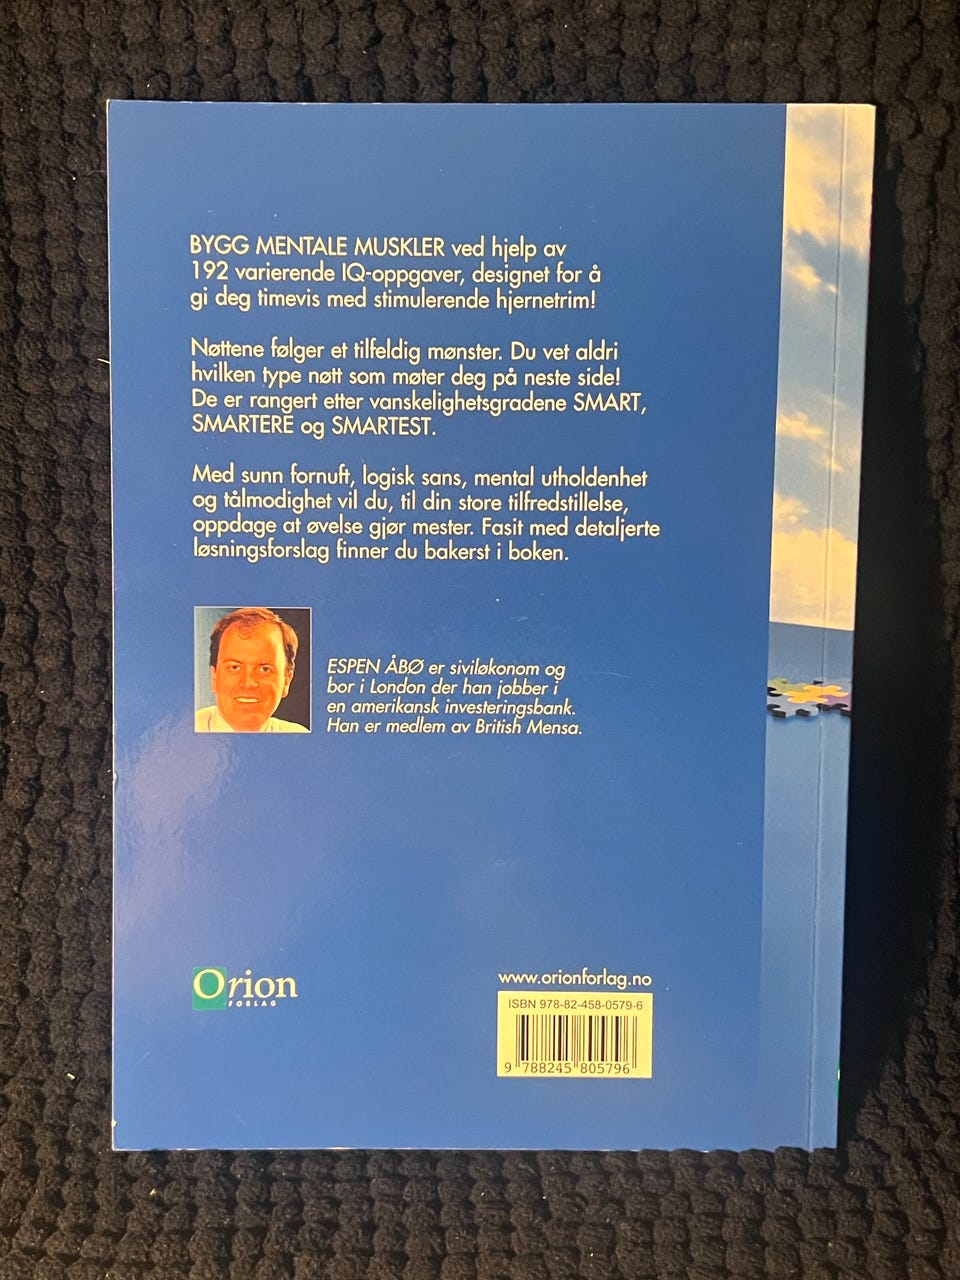 BYGG MENTALE MUSKLER ved hjelp av
192 varierende IQ-oppgaver, designet for å
gi deg timevis med stimulerende hjernetrim!
Nøttene følger et tilfeldig mønster. Du vet aldri
hvilken type nøtt som møter deg på neste side!
De er rangert etter vanskelighetsgradene SMART,
SMARTERE og SMARTEST.
Med sunn fornuft, logisk sans, mental utholdenhet
og tålmodighet vil du, til din store tilfredstillelse,
oppdage at øvelse gjør mester. Fasit med detaljerte
løsningsforslag finner du bakerst i boken.
ESPEN ÅBØ er siviløkonom og
bor i London der han jobber i
en amerikansk investeringsbank.
Han er medlem av British Mensa.
Orion
FORLAG
www.orionforlag.no
ISBN 978-82-458-0579-6
9 788245 805796